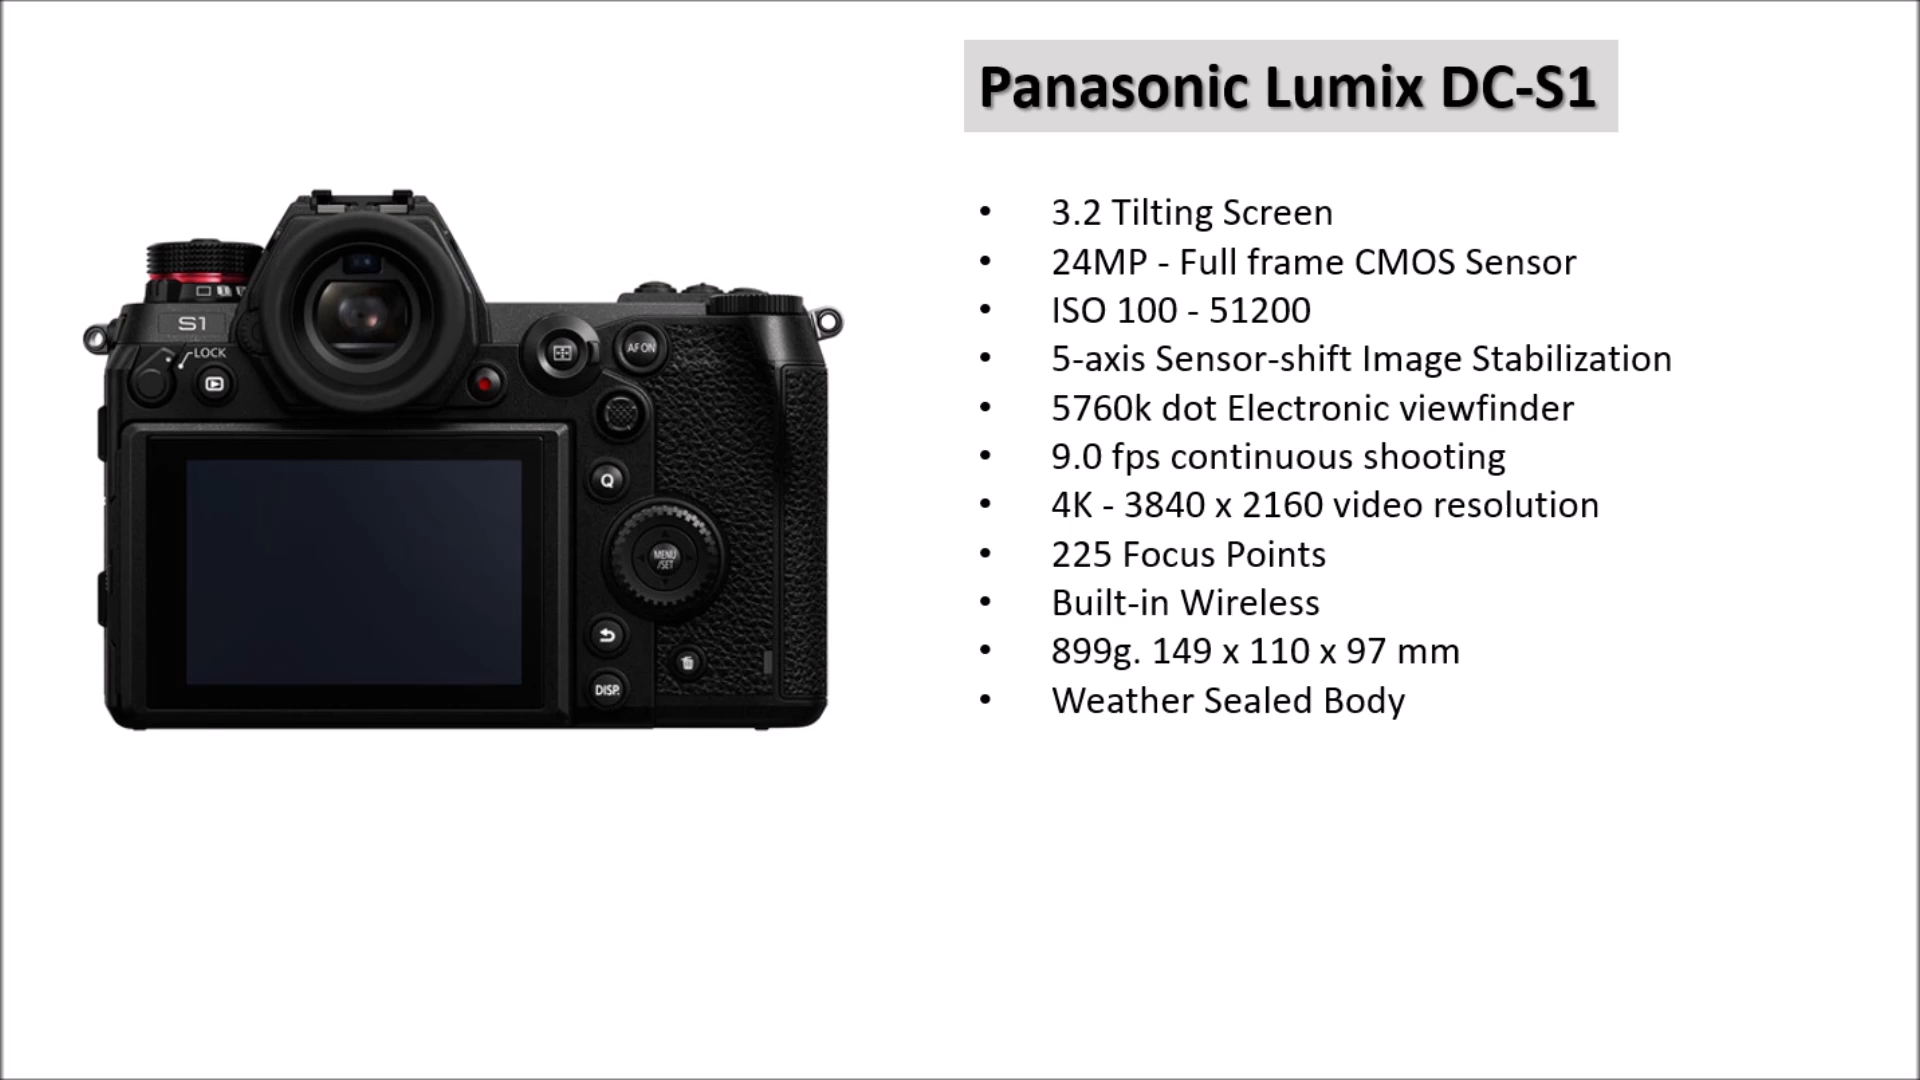 Panasonic Lumix DC-S1
• 3.2 Tilting Screen
• 24MP - Full frame CMOS Sensor
• ISO 100 - 51200
• 5-axis Sensor-shift Image Stabilization
• 5760k dot Electronic viewfinder
• 9.0 fps continuous shooting
• 4K - 3840 x 2160 video resolution
• 225 Focus Points
• Built-in Wireless
• 899g. 149 x 110 x 97 mm
• Weather Sealed Body
S1
LOCK
AF ON
Q
MENU
/SET
DISP.